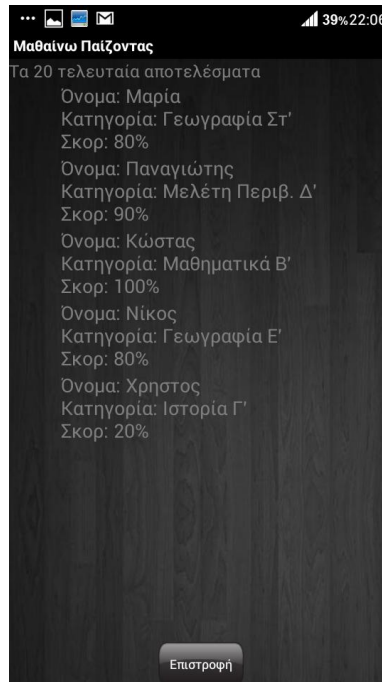 39% 22:06
Μαθαίνω Παίζοντας
Τα 20 τελευταία αποτελέσματα
Όνομα: Μαρία
Κατηγορία: Γεωγραφία Στ'
Σκορ: 80%
Όνομα: Παναγιώτης
Κατηγορία: Μελέτη Περιβ. Δ'
Σκορ: 90%
Όνομα: Κώστας
Κατηγορία: Μαθηματικά Β'
Σκορ: 100%
Όνομα: Νίκος
Κατηγορία: Γεωγραφία Ε'
Σκορ: 80%
Όνομα: Χρηστος
Κατηγορία: Ιστορία Γ'
Σκορ: 20%
Επιστροφή